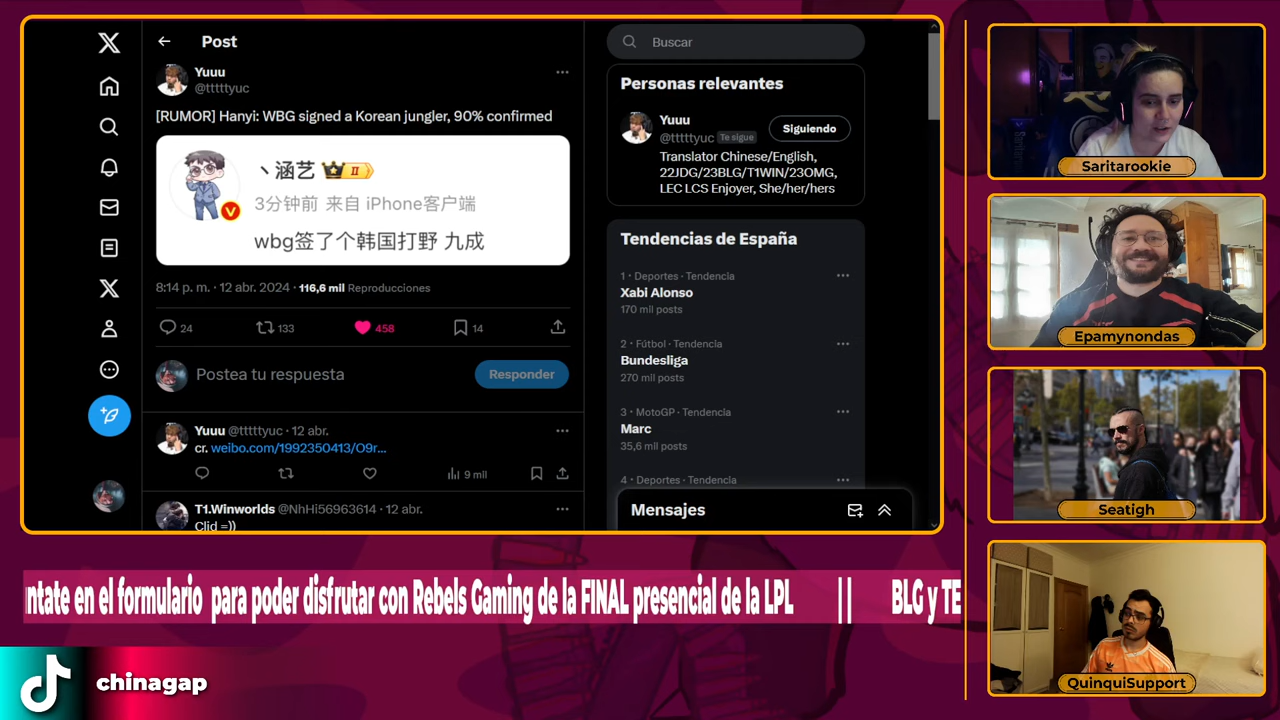 Post
Yuuu
@tttttyuc
[RUMOR] Hanyi: WBG signed a Korean jungler, 90% confirmed
丶涵艺 II
3分钟前 来自 iPhone客户端
wbg签了个韩国打野 九成
8:14 p. m. · 12 abr. 2024 · 116,6 mil Reproducciones
24 133 458 14
Postea tu respuesta
Responder
Yuuu @tttttyuc · 12 abr.
cr. weibo.com/1992350413/O9r...
9 mil
T1.Winworlds @NhHi56963614 · 12 abr.
Clid =))
Buscar
Personas relevantes
Yuuu
@tttttyuc Te sigue
Siguiendo
Translator Chinese/English,
22JDG/23BLG/T1WIN/23OMG,
LEC LCS Enjoyer, She/her/hers
Tendencias de España
1 · Deportes · Tendencia
Xabi Alonso
170 mil posts
2 · Fútbol · Tendencia
Bundesliga
270 mil posts
3 · MotoGP · Tendencia
Marc
35,6 mil posts
4 · Deportes · Tendencia
Mensajes
Saritarookie
Epamynondas
Seatigh
QuinquiSupport
ntate en el formulario para poder disfrutar con Rebels Gaming de la FINAL presencial de la LPL || BLG y TE
chinagap